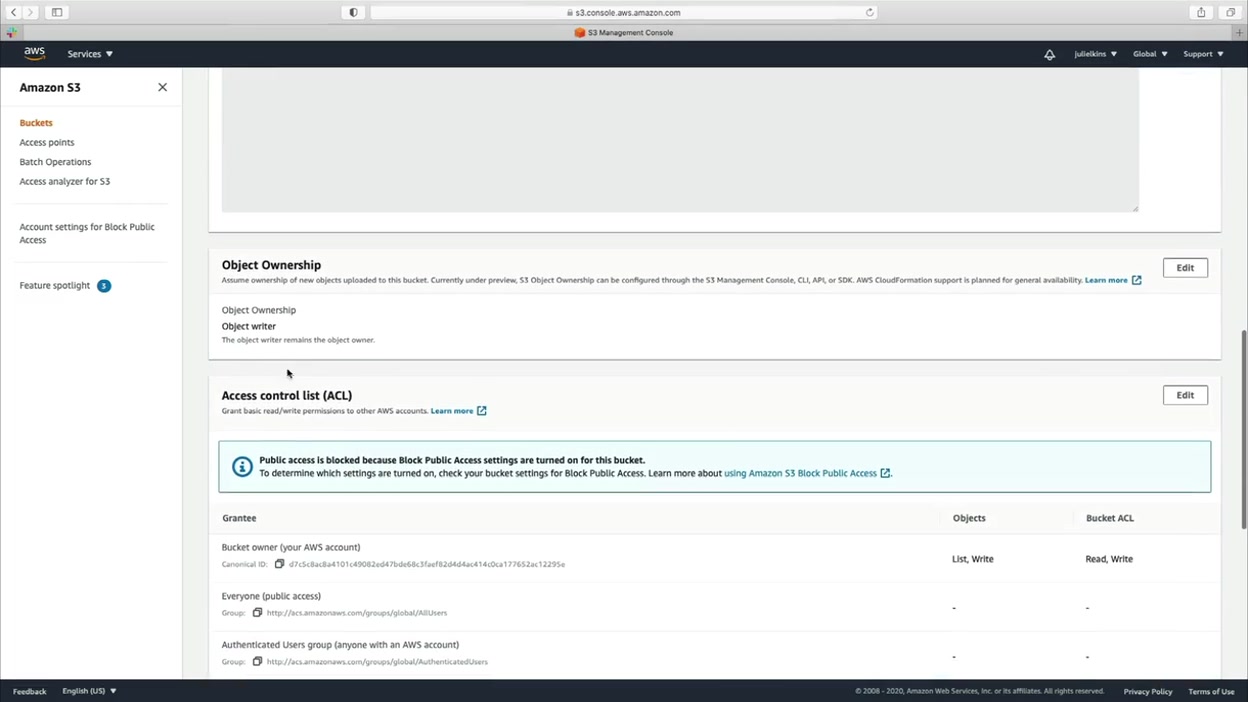 s3.console.aws.amazon.com
S3 Management Console
aws Services julielkins Global Support
Amazon S3
Buckets
Access points
Batch Operations
Access analyzer for S3
Account settings for Block Public
Access
Feature spotlight 3
Object Ownership
Edit
Assume ownership of new objects uploaded to this bucket. Currently under preview, S3 Object Ownership can be configured through the S3 Management Console, CLI, API, or SDK. AWS CloudFormation support is planned for general availability. Learn more
Object Ownership
Object writer
The object writer remains the object owner.
Access control list (ACL)
Edit
Grant basic read/write permissions to other AWS accounts. Learn more
Public access is blocked because Block Public Access settings are turned on for this bucket.
To determine which settings are turned on, check your bucket settings for Block Public Access. Learn more about using Amazon S3 Block Public Access.
Grantee Objects Bucket ACL
Bucket owner (your AWS account)
Canonical ID: d7c5c8ac8a4101c49082ed47bde68c3faef82d4d4ac414c0ca177652ac12295e
List, Write Read, Write
Everyone (public access)
Group: http://acs.amazonaws.com/groups/global/AllUsers
- -
Authenticated Users group (anyone with an AWS account)
Group: http://acs.amazonaws.com/groups/global/AuthenticatedUsers
- -
Feedback English (US) © 2008 - 2020, Amazon Web Services, Inc. or its affiliates. All rights reserved. Privacy Policy Terms of Use